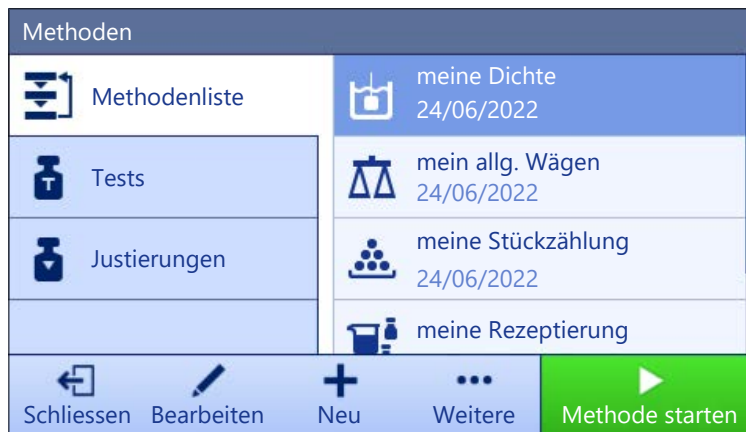 Methoden
Methodenliste
Tests
Justierungen
meine Dichte
24/06/2022
mein allg. Wägen
24/06/2022
meine Stückzählung
24/06/2022
meine Rezeptierung
Schliessen
Bearbeiten
Neu
Weitere
Methode starten